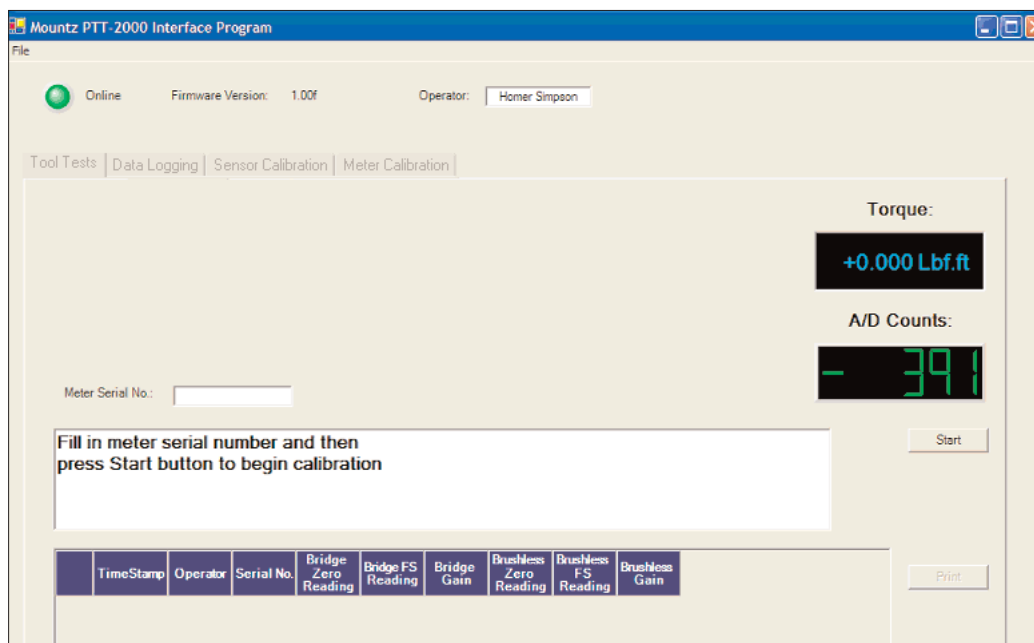 Mountz PTT-2000 Interface Program
File
Online Firmware Version: 1.00f Operator: Homer Simpson
Tool Tests Data Logging Sensor Calibration Meter Calibration
Torque:
+0.000 Lbf.ft
A/D Counts:
- 391
Meter Serial No.:
Fill in meter serial number and then
press Start button to begin calibration
Start
TimeStamp Operator Serial No. Bridge Zero Reading Bridge FS Reading Bridge Gain Brushless Zero Reading Brushless FS Reading Brushless Gain
Print